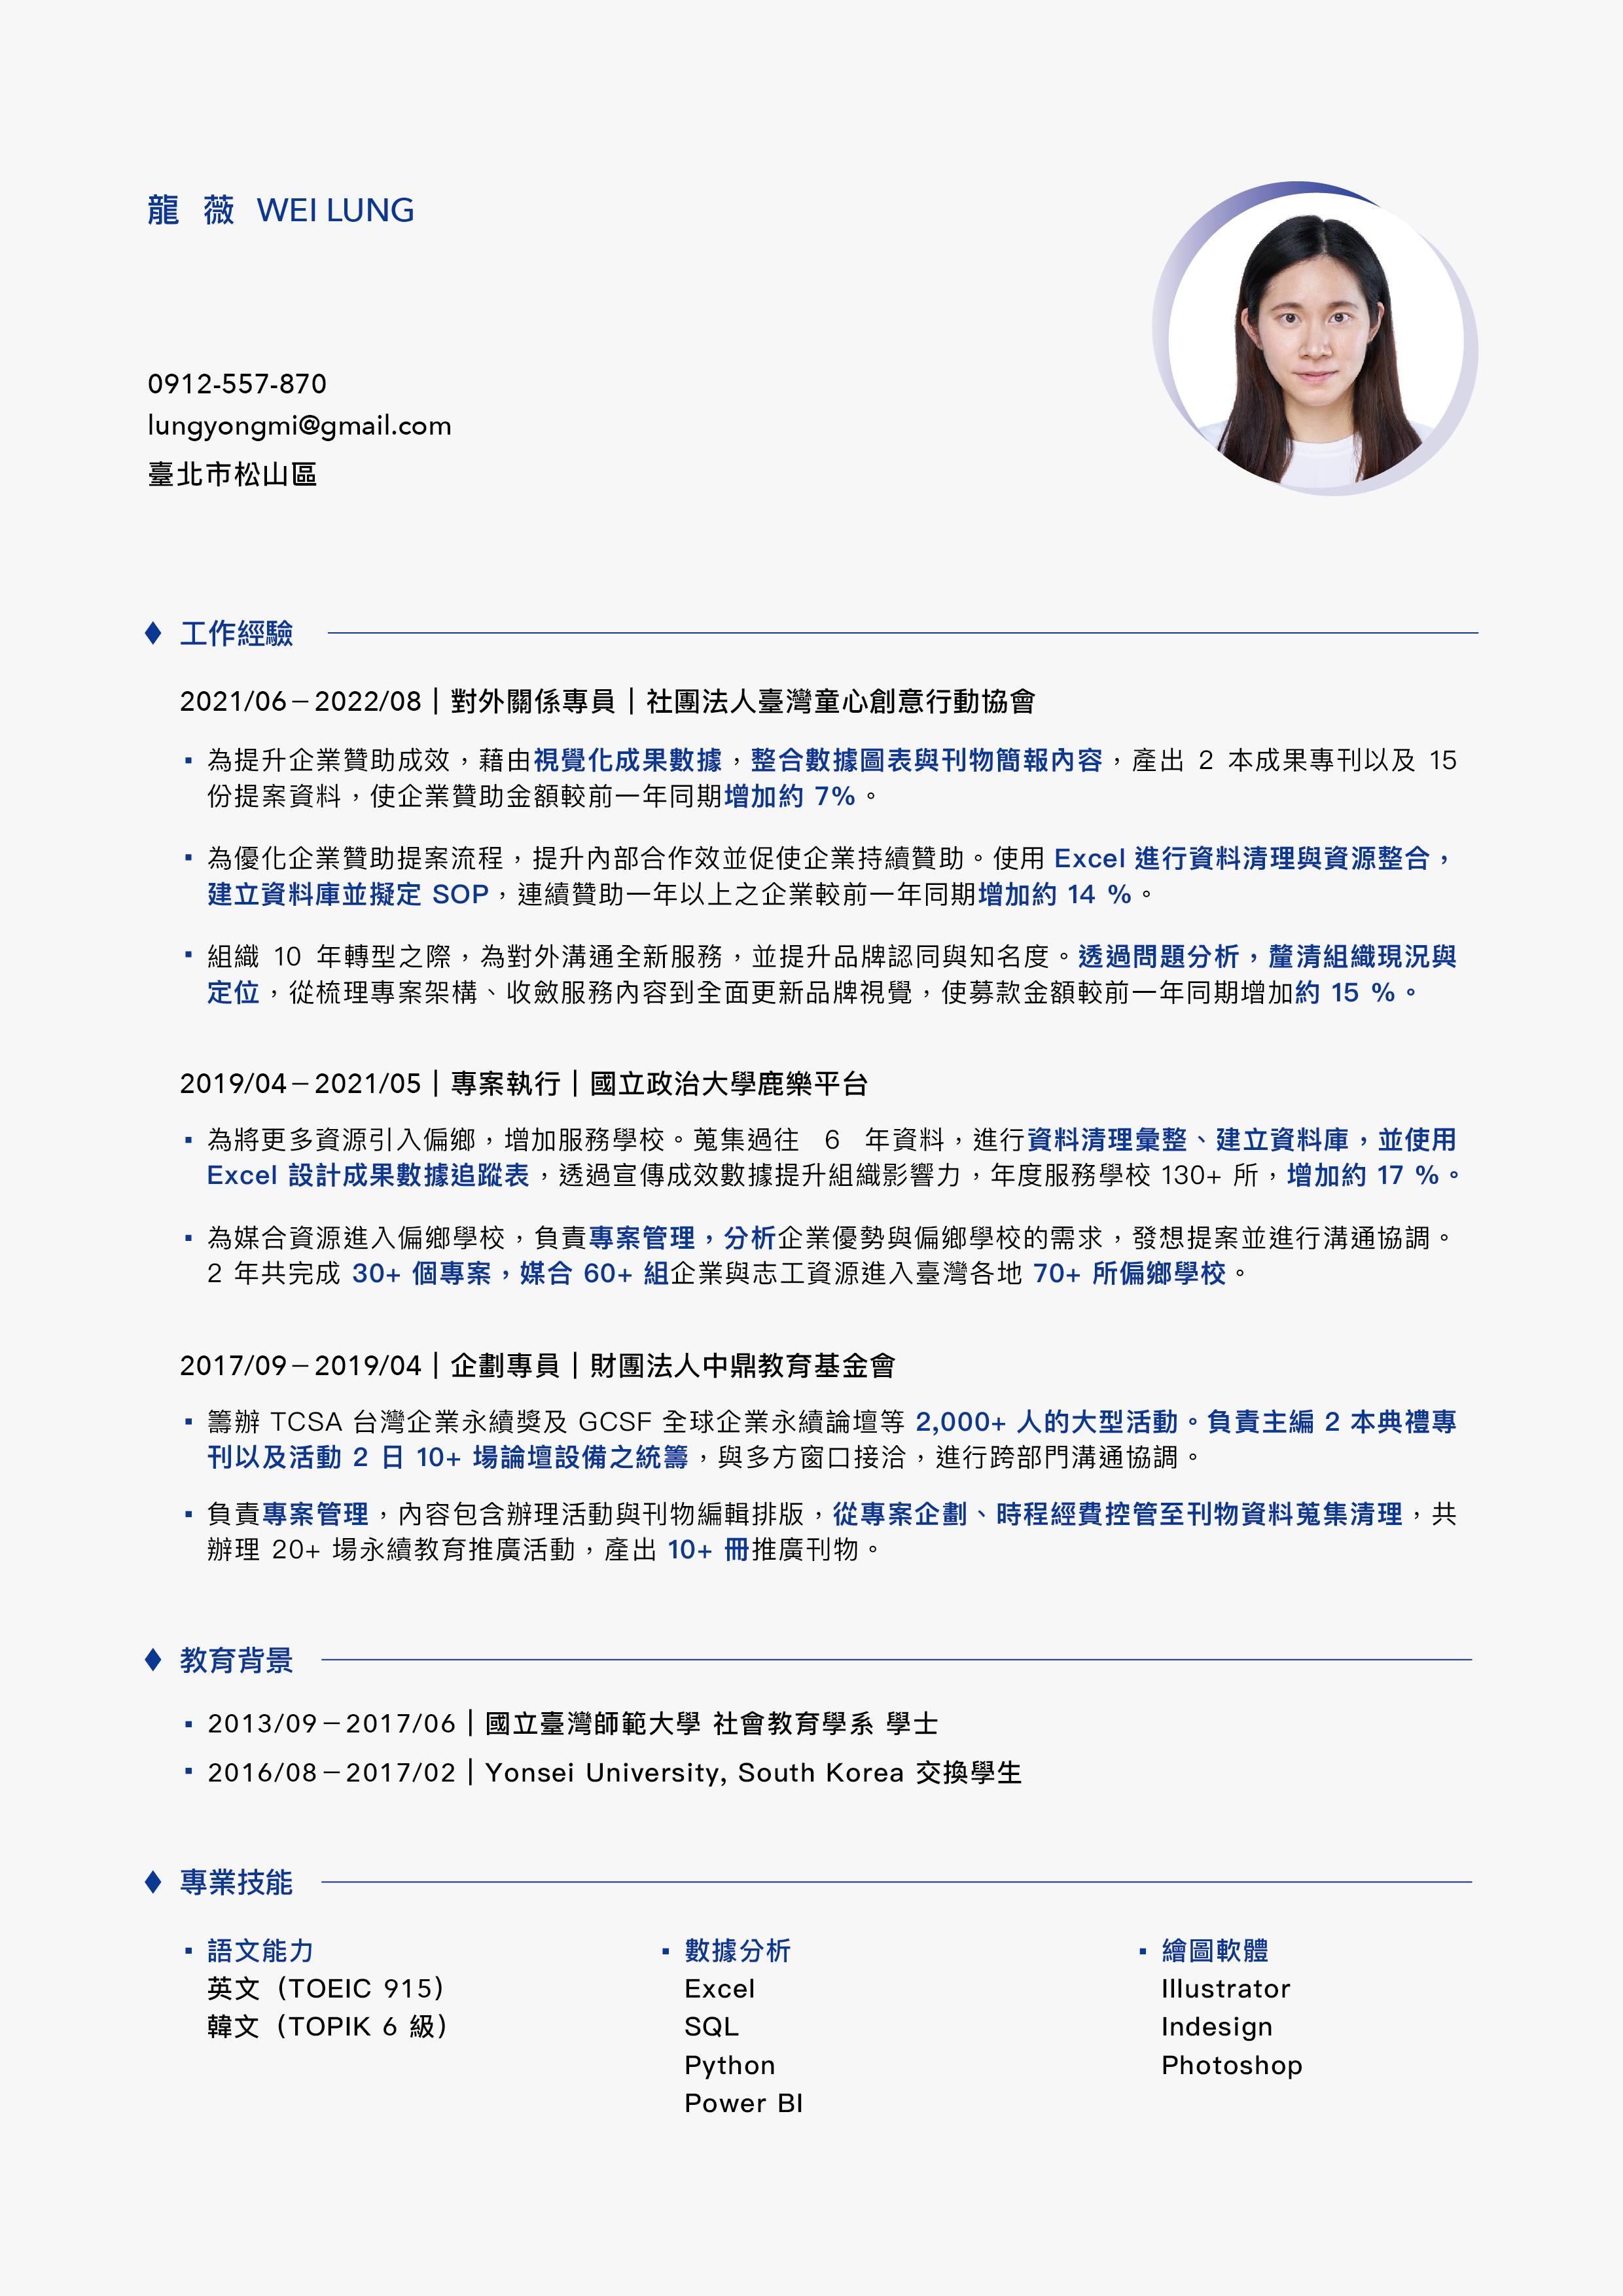 龍 薇 WEI LUNG
0912-557-870
lungyongmi@gmail.com
臺北市松山區
工作經驗
2021/06－2022/08｜對外關係專員｜社團法人臺灣童心創意行動協會
為提升企業贊助成效，藉由視覺化成果數據，整合數據圖表與刊物簡報內容，產出 2 本成果專刊以及 15
份提案資料，使企業贊助金額較前一年同期增加約 7%。
為優化企業贊助提案流程，提升內部合作效並促使企業持續贊助。使用 Excel 進行資料清理與資源整合，
建立資料庫並擬定 SOP，連續贊助一年以上之企業較前一年同期增加約 14 %。
組織 10 年轉型之際，為對外溝通全新服務，並提升品牌認同與知名度。透過問題分析，釐清組織現況與
定位，從梳理專案架構、收斂服務內容到全面更新品牌視覺，使募款金額較前一年同期增加約 15 %。
2019/04－2021/05｜專案執行｜國立政治大學鹿樂平台
為將更多資源引入偏鄉，增加服務學校。蒐集過往 6 年資料，進行資料清理彙整、建立資料庫，並使用
Excel 設計成果數據追蹤表，透過宣傳成效數據提升組織影響力，年度服務學校 130+ 所，增加約 17 %。
為媒合資源進入偏鄉學校，負責專案管理，分析企業優勢與偏鄉學校的需求，發想提案並進行溝通協調。
2 年共完成 30+ 個專案，媒合 60+ 組企業與志工資源進入臺灣各地 70+ 所偏鄉學校。
2017/09－2019/04｜企劃專員｜財團法人中鼎教育基金會
籌辦 TCSA 台灣企業永續獎及 GCSF 全球企業永續論壇等 2,000+ 人的大型活動。負責主編 2 本典禮專
刊以及活動 2 日 10+ 場論壇設備之統籌，與多方窗口接洽，進行跨部門溝通協調。
負責專案管理，內容包含辦理活動與刊物編輯排版，從專案企劃、時程經費控管至刊物資料蒐集清理，共
辦理 20+ 場永續教育推廣活動，產出 10+ 冊推廣刊物。
教育背景
2013/09－2017/06｜國立臺灣師範大學 社會教育學系 學士
2016/08－2017/02｜Yonsei University, South Korea 交換學生
專業技能
語文能力
英文（TOEIC 915）
韓文（TOPIK 6 級）
數據分析
Excel
SQL
Python
Power BI
繪圖軟體
Illustrator
Indesign
Photoshop